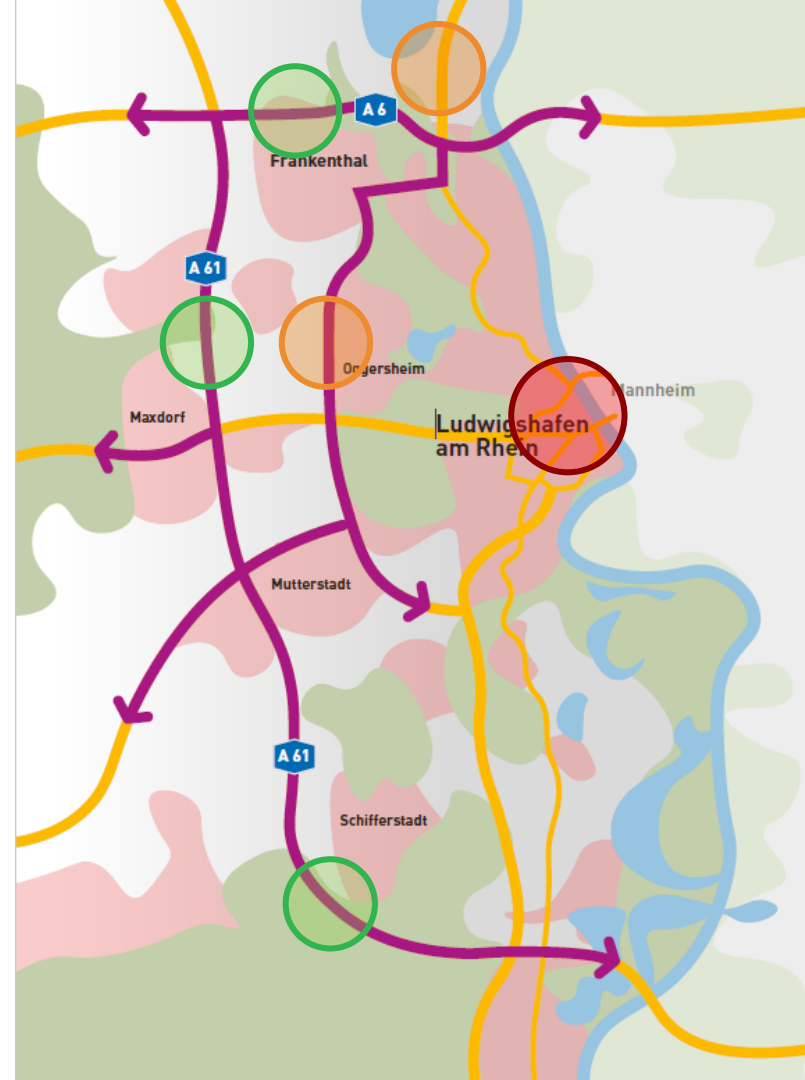 A 6
Frankenthal
A 61
Oggersheim
Mannheim
Maxdorf
Ludwigshafen
am Rhein
Mutterstadt
A 61
Schifferstadt